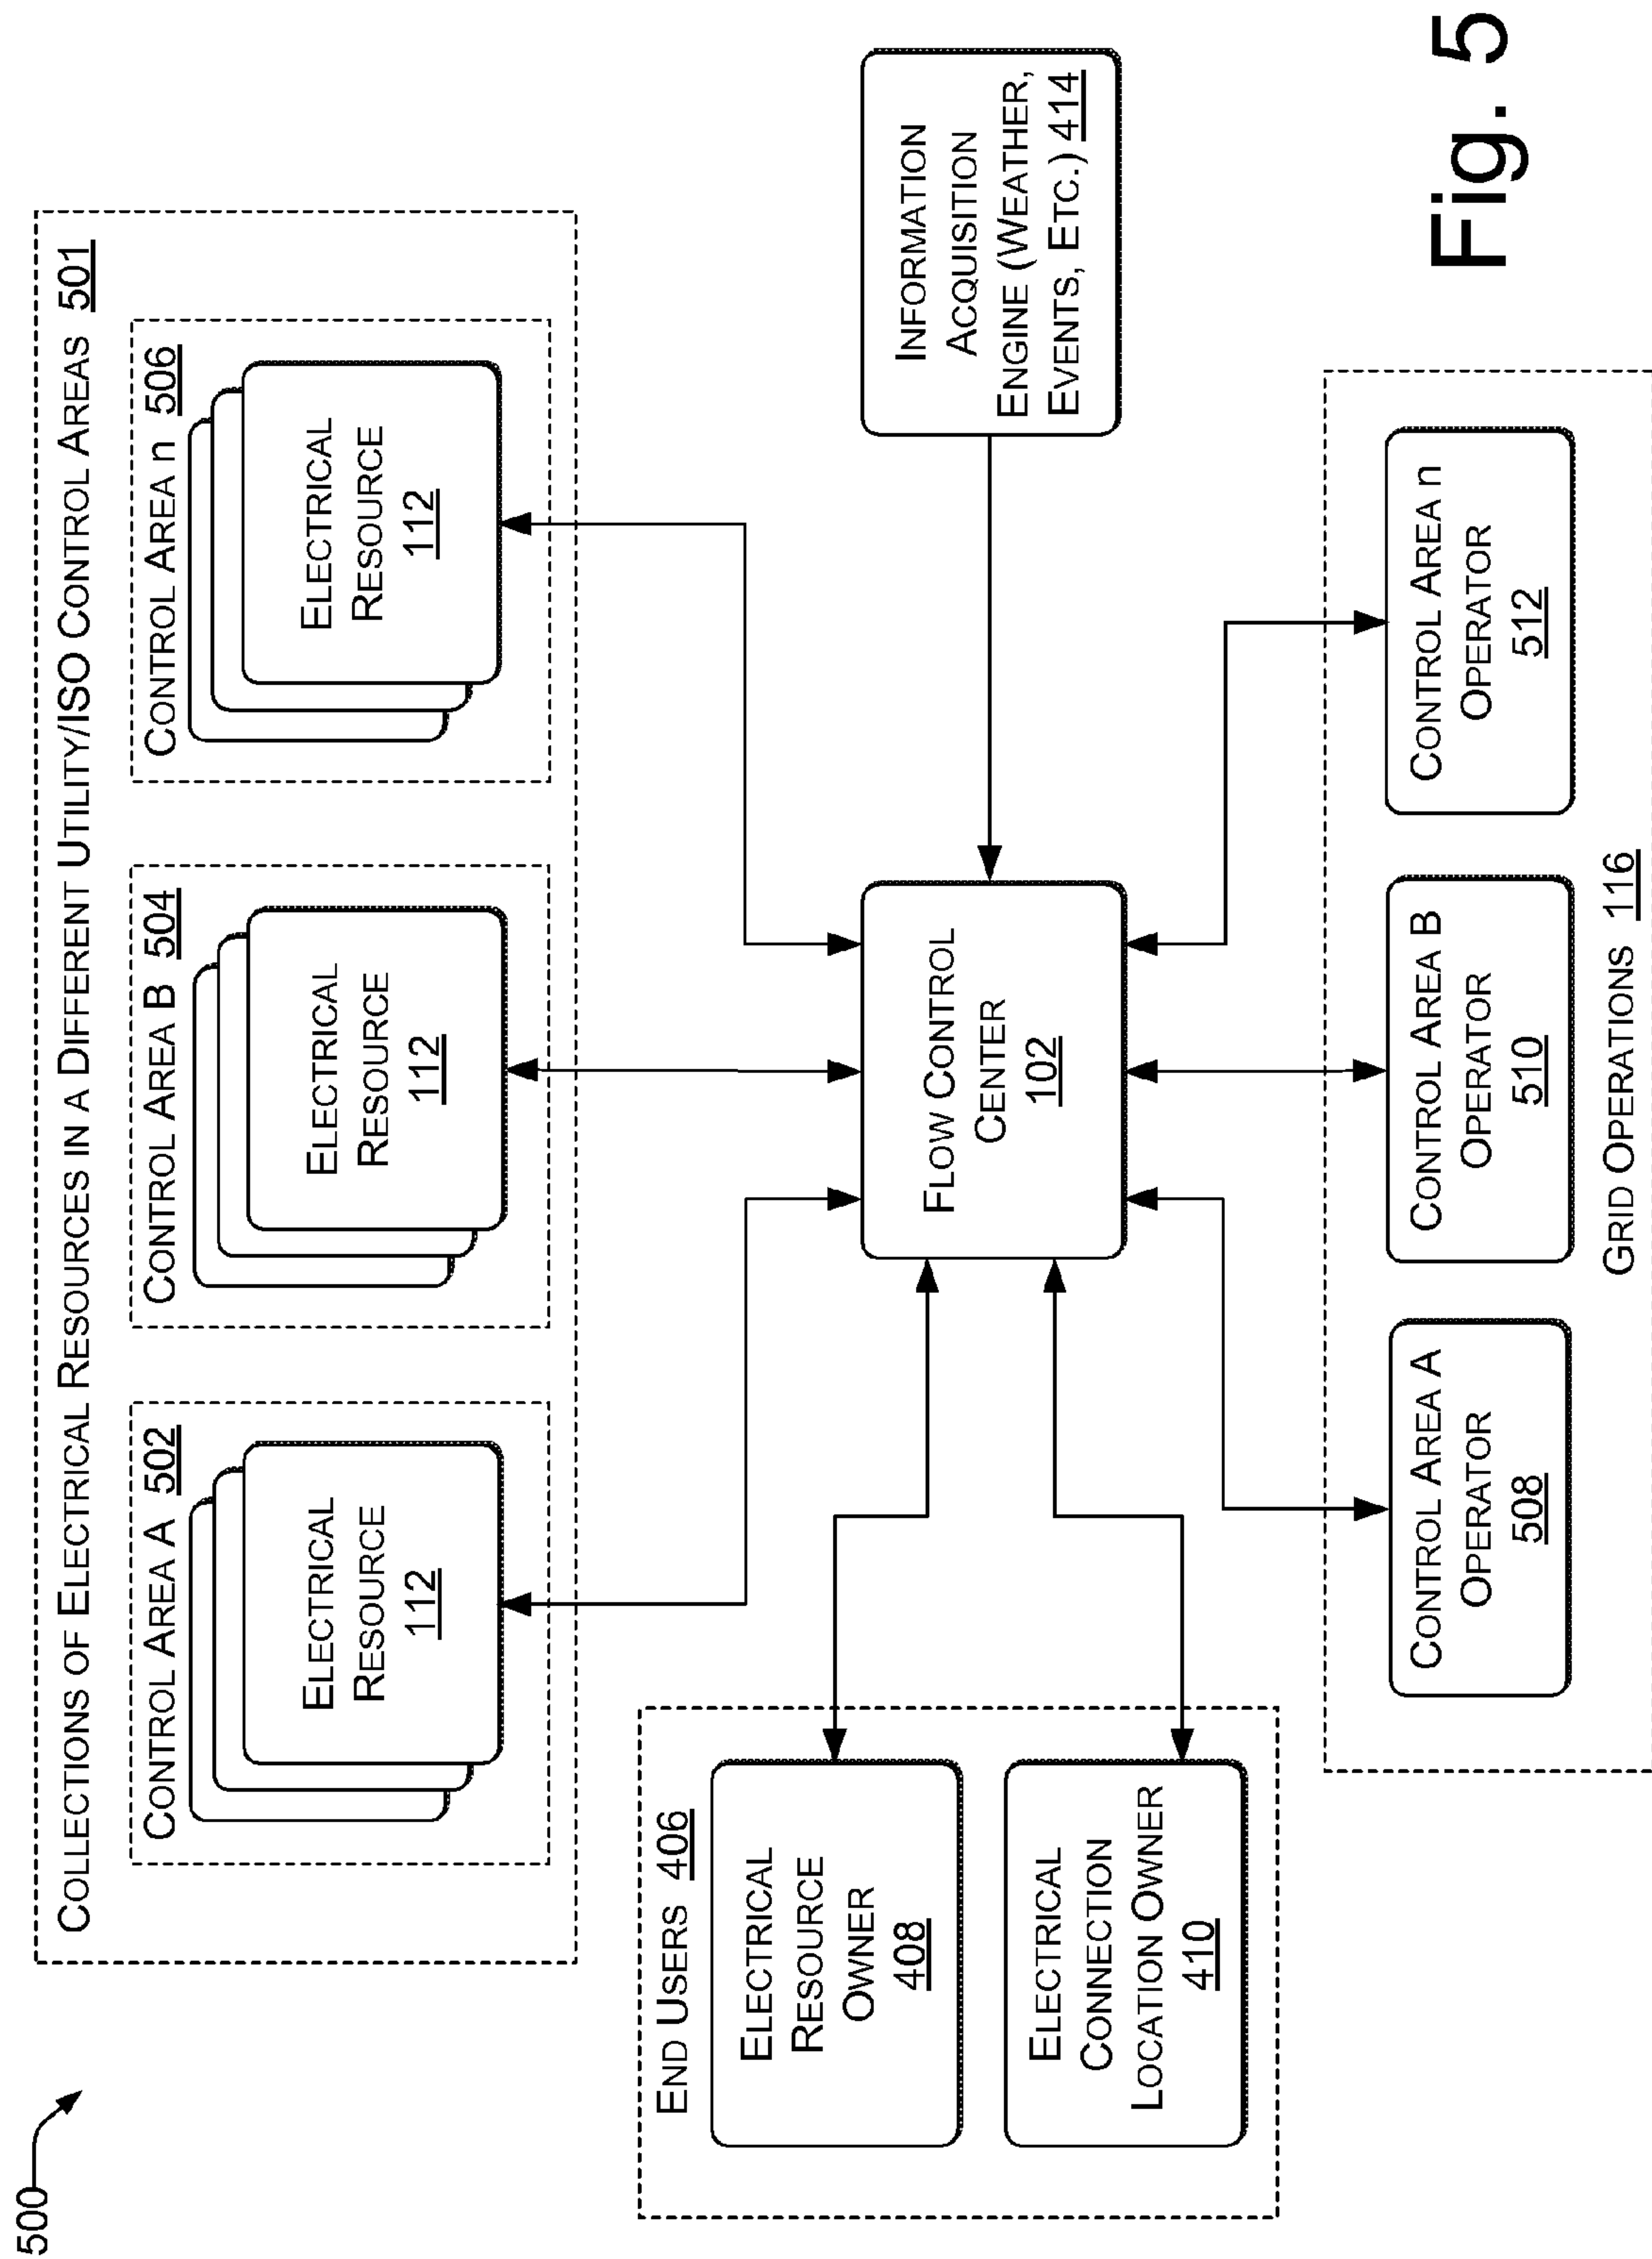 500
COLLECTIONS OF ELECTRICAL RESOURCES IN A DIFFERENT UTILITY/ISO CONTROL AREAS 501
CONTROL AREA A 502
ELECTRICAL
RESOURCE
112
CONTROL AREA B 504
ELECTRICAL
RESOURCE
112
CONTROL AREA n 506
ELECTRICAL
RESOURCE
112
END USERS 406
ELECTRICAL
RESOURCE
OWNER
408
ELECTRICAL
CONNECTION
LOCATION OWNER
410
FLOW CONTROL
CENTER
102
INFORMATION
ACQUISITION
ENGINE (WEATHER,
EVENTS, ETC.) 414
CONTROL AREA A
OPERATOR
508
CONTROL AREA B
OPERATOR
510
CONTROL AREA n
OPERATOR
512
GRID OPERATIONS 116
Fig. 5